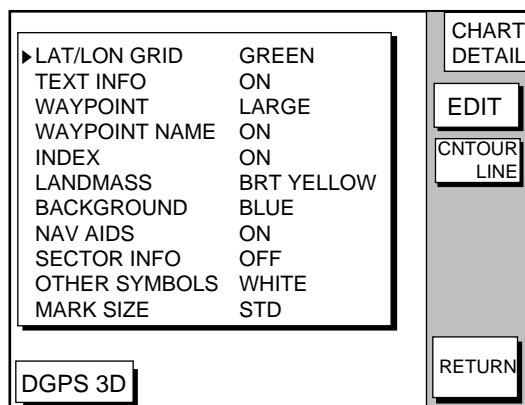 ▶LAT/LON GRID GREEN
TEXT INFO ON
WAYPOINT LARGE
WAYPOINT NAME ON
INDEX ON
LANDMASS BRT YELLOW
BACKGROUND BLUE
NAV AIDS ON
SECTOR INFO OFF
OTHER SYMBOLS WHITE
MARK SIZE STD
DGPS 3D
CHART
DETAIL
EDIT
CNTOUR
LINE
RETURN